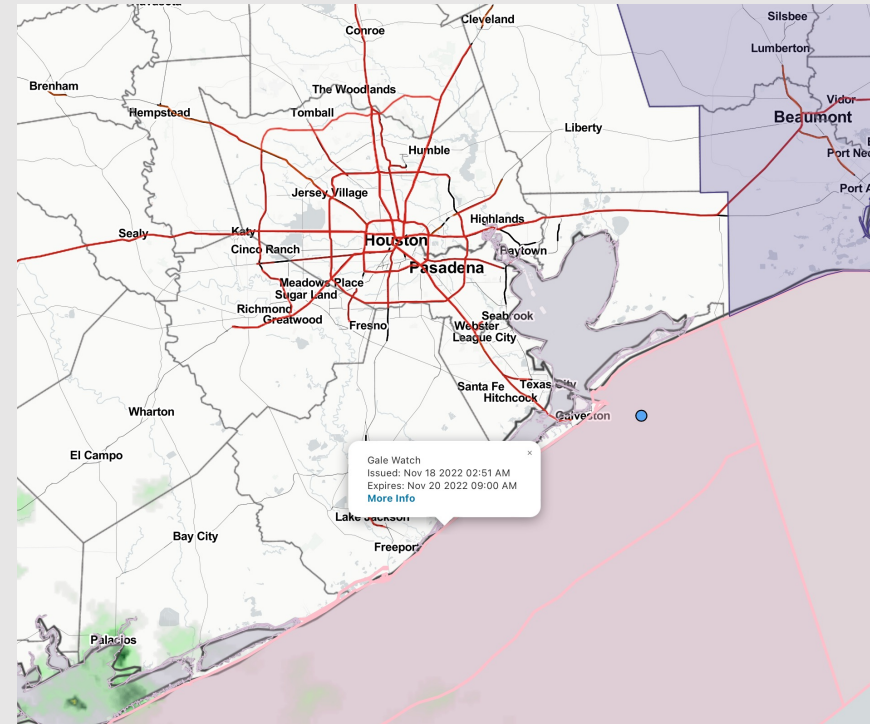 Cleveland
Silsbee
Conroe
Lumberton
Brenham
The Woodlands
Vidor
Hempstead
Tomball
Beaumont
Liberty
Humble
Port Nec
Port A
Jersey Village
Highlands
Sealy
Katy
Houston
Cinco Ranch
Baytown
Pasadena
Meadows Place
Sugar Land
Richmond
Greatwood
Fresno
Seabrook
Webster
League City
Santa Fe
Texas City
Hitchcock
Wharton
Galveston
El Campo
Gale Watch
×
Issued: Nov 18 2022 02:51 AM
Expires: Nov 20 2022 09:00 AM
More Info
Lake Jackson
Bay City
Freeport
Palacios